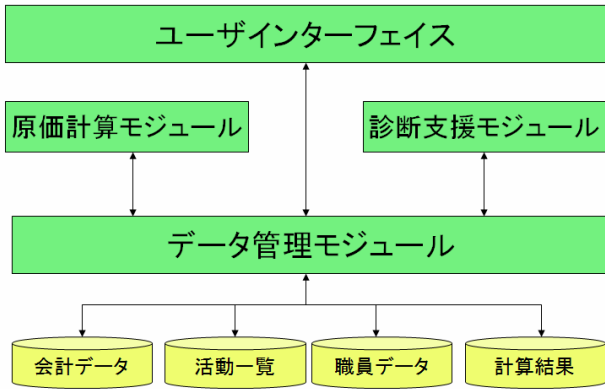 ユーザインターフェイス
原価計算モジュール
診断支援モジュール
データ管理モジュール
会計データ
活動一覧
職員データ
計算結果